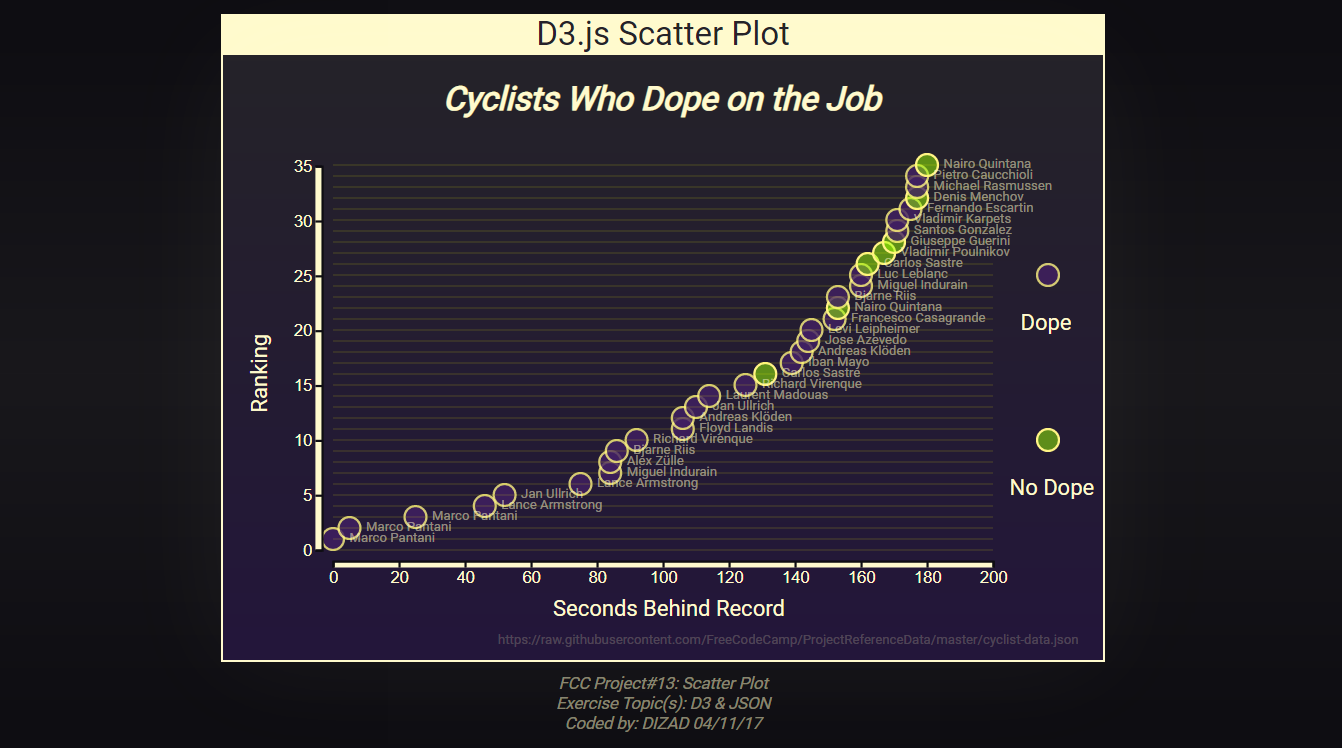 D3.js Scatter Plot
Cyclists Who Dope on the Job
35
30
25
20
15
10
5
0
Ranking
Nairo Quintana
Pietro Caucchioli
Michael Rasmussen
Denis Menchov
Fernando Escartin
Vladimir Karpets
Santos Gonzalez
Giuseppe Guerini
Vladimir Poulnikov
Carlos Sastre
Luc Leblanc
Miguel Indurain
Bjarne Riis
Nairo Quintana
Francesco Casagrande
Levi Leipheimer
Jose Azevedo
Andreas Klöden
Iban Mayo
Carlos Sastre
Richard Virenque
Laurent Madouas
Jan Ullrich
Andreas Klöden
Floyd Landis
Richard Virenque
Bjarne Riis
Alex Zülle
Miguel Indurain
Lance Armstrong
Jan Ullrich
Lance Armstrong
Marco Pantani
Marco Pantani
Marco Pantani
Dope
No Dope
0 20 40 60 80 100 120 140 160 180 200
Seconds Behind Record
https://raw.githubusercontent.com/FreeCodeCamp/ProjectReferenceData/master/cyclist-data.json
FCC Project#13: Scatter Plot
Exercise Topic(s): D3 & JSON
Coded by: DIZAD 04/11/17